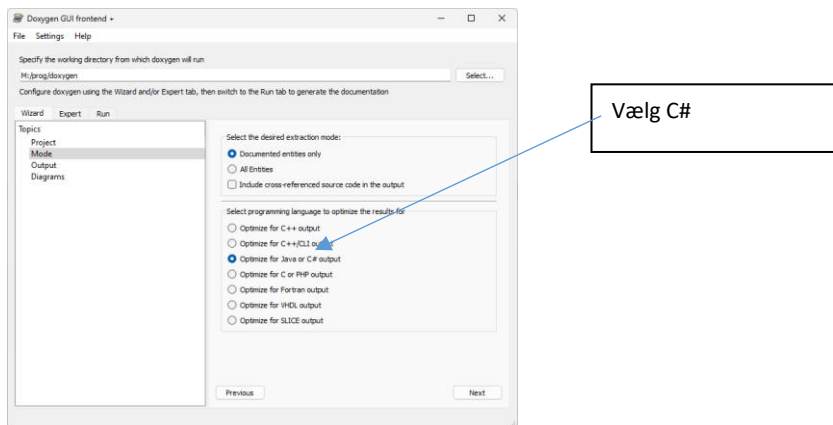 Doxygen GUI frontend +
File Settings Help
Specify the working directory from which doxygen will run
M:/prog/doxygen
Select...
Configure doxygen using the Wizard and/or Expert tab, then switch to the Run tab to generate the documentation
Wizard Expert Run
Topics
Project
Mode
Output
Diagrams
Select the desired extraction mode:
Documented entities only
All Entities
Include cross-referenced source code in the output
Select programming language to optimize the results for
Optimize for C++ output
Optimize for C++/CLI output
Optimize for Java or C# output
Optimize for C or PHP output
Optimize for Fortran output
Optimize for VHDL output
Optimize for SLICE output
Previous
Next
Vælg C#